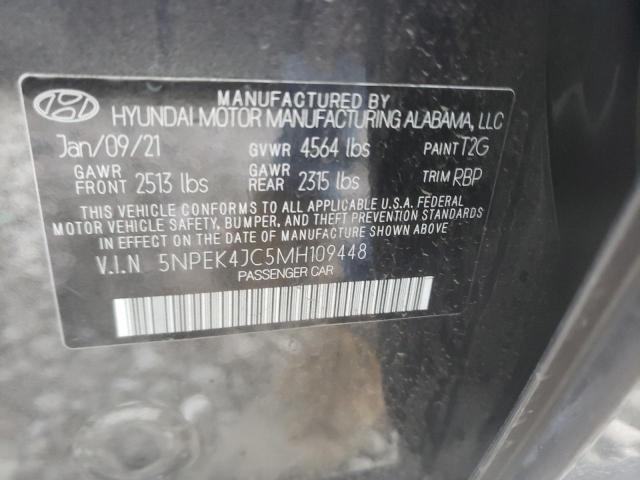 MANUFACTURED BY
HYUNDAI MOTOR MANUFACTURING ALABAMA, LLC
Jan/09/21 GVWR 4564 lbs PAINT T2G
GAWR FRONT 2513 lbs GAWR REAR 2315 lbs TRIM RBP
THIS VEHICLE CONFORMS TO ALL APPLICABLE U.S.A. FEDERAL
MOTOR VEHICLE SAFETY, BUMPER, AND THEFT PREVENTION STANDARDS
IN EFFECT ON THE DATE OF MANUFACTURE SHOWN ABOVE.
V.I.N 5NPEK4JC5MH109448
PASSENGER CAR